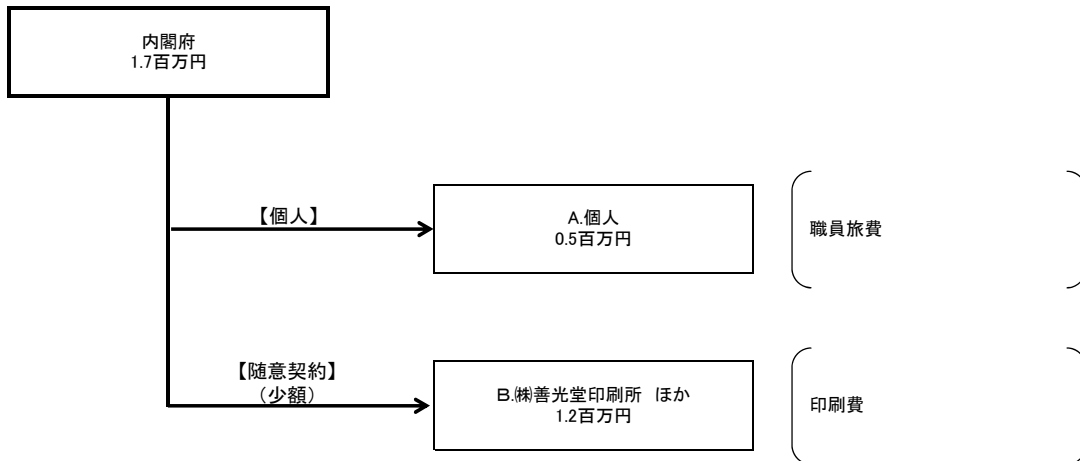 内閣府
1.7百万円
【個人】
A.個人
0.5百万円
職員旅費
【随意契約】
（少額）
B.㈱善光堂印刷所　ほか
1.2百万円
印刷費